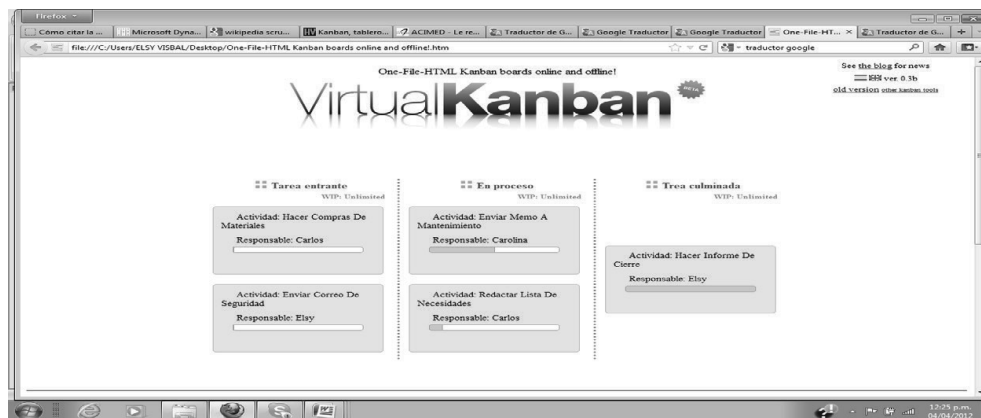 Firefox
Cómo citar la ...
Microsoft Dyna...
wikipedia scru...
Kanban, tablero...
ACIMED - Le re...
Traductor de G...
Google Traductor
Google Traductor
One-File-HT...
Traductor de G...
file:///C:/Users/ELSY VISBAL/Desktop/One-File-HTML Kanban boards online and offline!.htm
traductor google
One-File-HTML Kanban boards online and offline!
See the blog for news
ver. 0.3b
old version other kanban tools
VirtualKanban
BETA
Tarea entrante
WIP: Unlimited
Actividad: Hacer Compras De
Materiales
Responsable: Carlos
Actividad: Enviar Correo De
Seguridad
Responsable: Elsy
En proceso
WIP: Unlimited
Actividad: Enviar Memo A
Mantenimiento
Responsable: Carolina
Actividad: Redactar Lista De
Necesidades
Responsable: Carlos
Trea culminada
WIP: Unlimited
Actividad: Hacer Informe De
Cierre
Responsable: Elsy
12:25 p.m.
04/04/2012